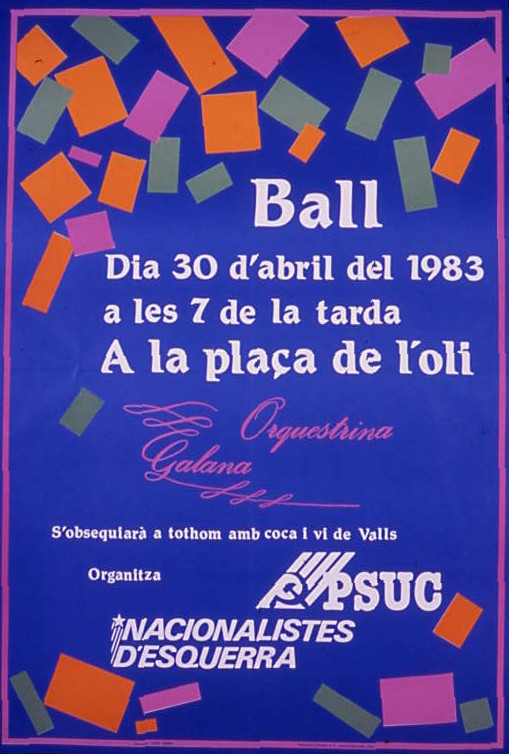 Ball
Dia 30 d'abril del 1983
a les 7 de la tarda
A la plaça de l'oli
Orquestrina
Galana
S'obsequiarà a tothom amb coca i vi de Valls
Organitza
PSUC
NACIONALISTES
D'ESQUERRA